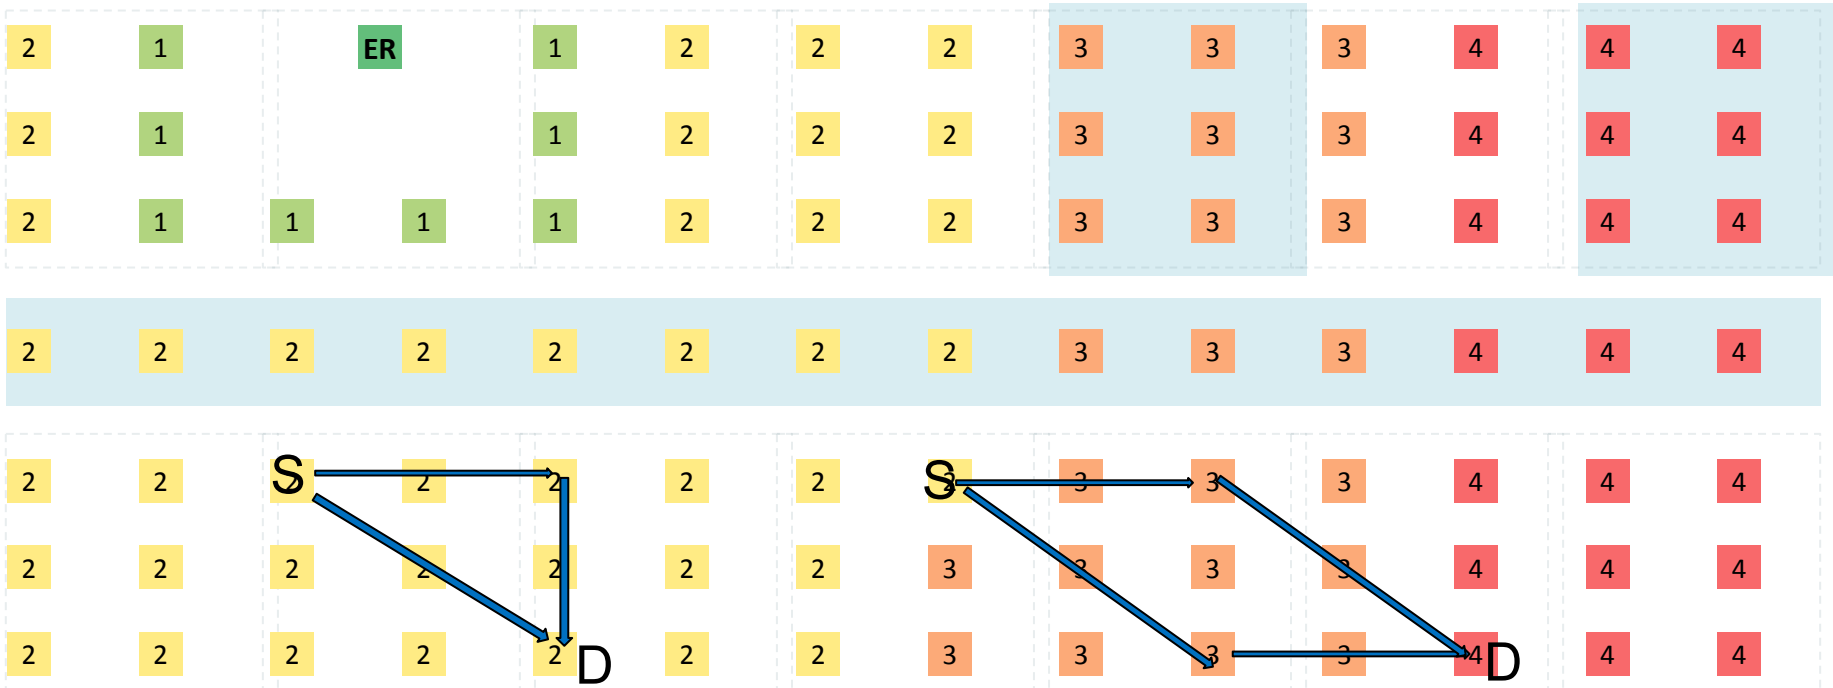 2 1 ER 1 2 2 2 3 3 3 4 4 4
2 1 1 2 2 2 3 3 3 4 4 4
2 1 1 1 1 2 2 2 3 3 3 4 4 4
2 2 2 2 2 2 2 2 3 3 3 4 4 4
2 2 S 2 2 2 2 2 S 2 3 3 3 4 4 4
2 2 2 2 2 2 2 3 3 3 3 4 4 4
2 2 2 2 2 D 2 2 3 3 3 3 4 D 4 4